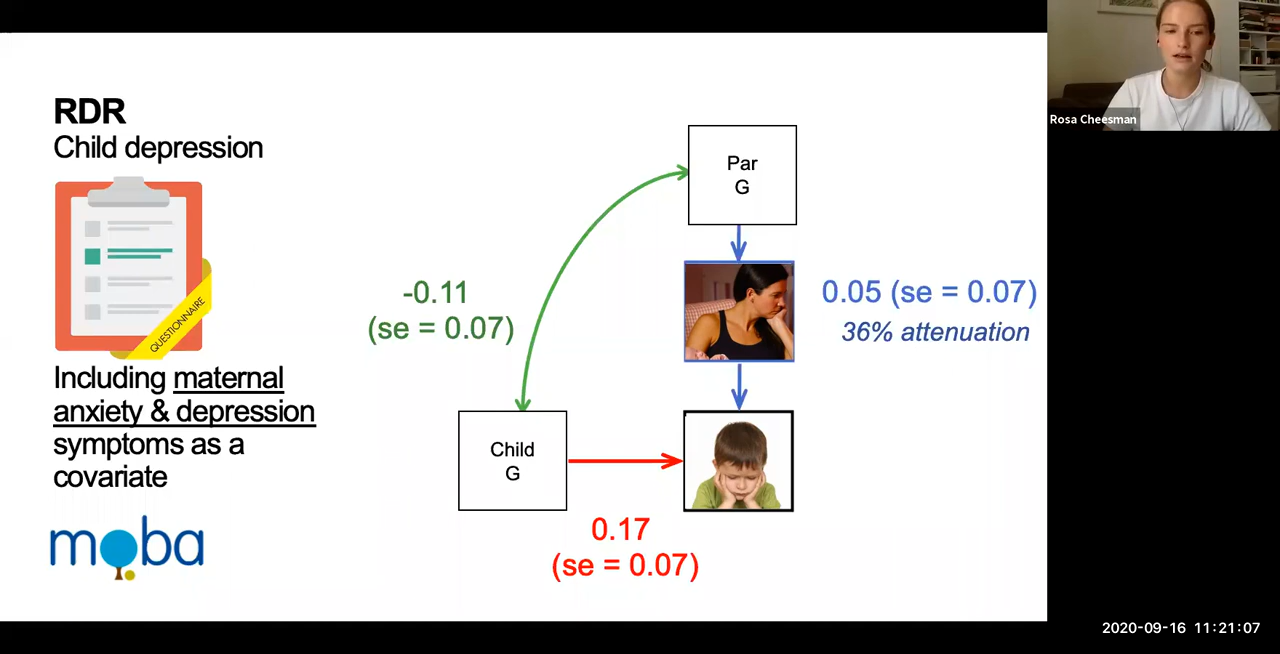 RDR
Child depression
QUESTIONNAIRE
Including maternal
anxiety & depression
symptoms as a
covariate
moba
Par
G
-0.11
(se = 0.07)
0.05 (se = 0.07)
36% attenuation
Child
G
0.17
(se = 0.07)
Rosa Cheesman
2020-09-16 11:21:07